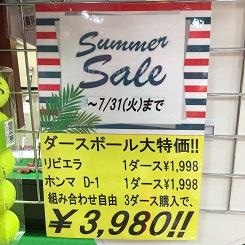 Summer
Sale
～7/31(火)まで
ダースボール大特価!!
リビエラ 1ダース¥1,998
ホンマ D-1 1ダース¥1,998
組み合わせ自由 3ダース購入で、
¥3,980!!